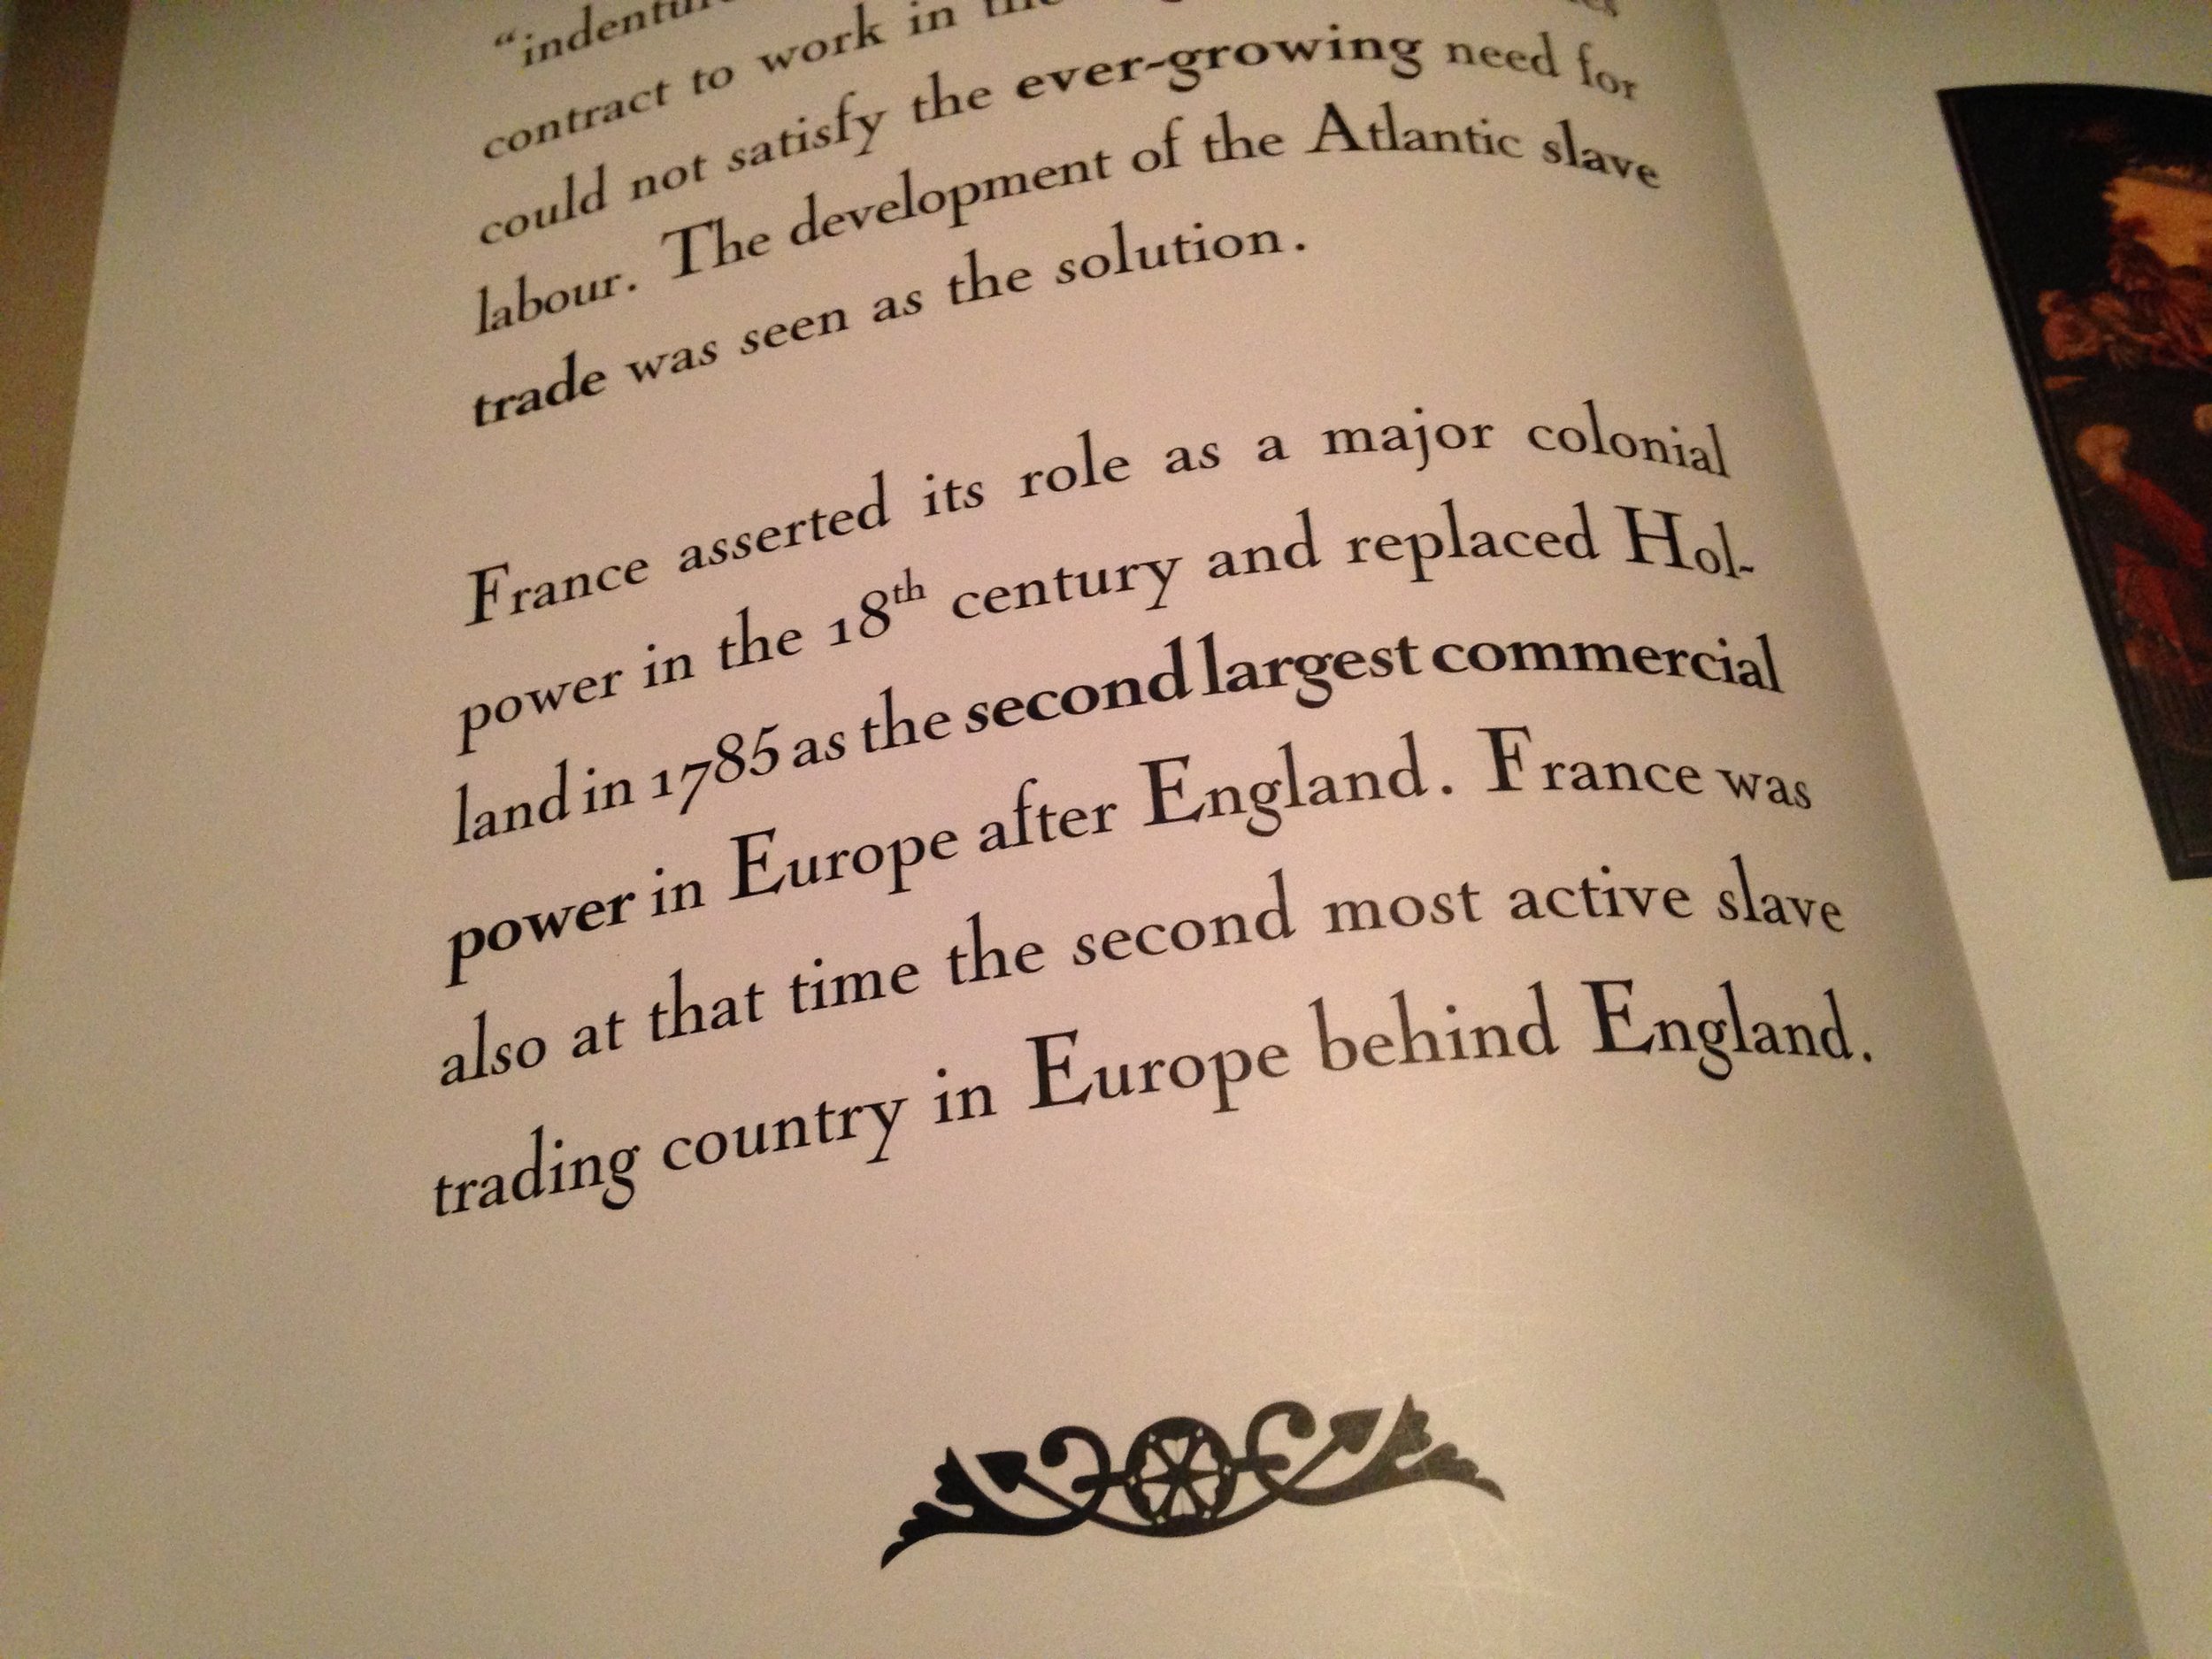 contract to work in the
could not satisfy the ever-growing need for
labour. The development of the Atlantic slave
trade was seen as the solution.
France asserted its role as a major colonial
power in the 18th century and replaced Hol-
land in 1785 as the second largest commercial
power in Europe after England. France was
also at that time the second most active slave
trading country in Europe behind England.